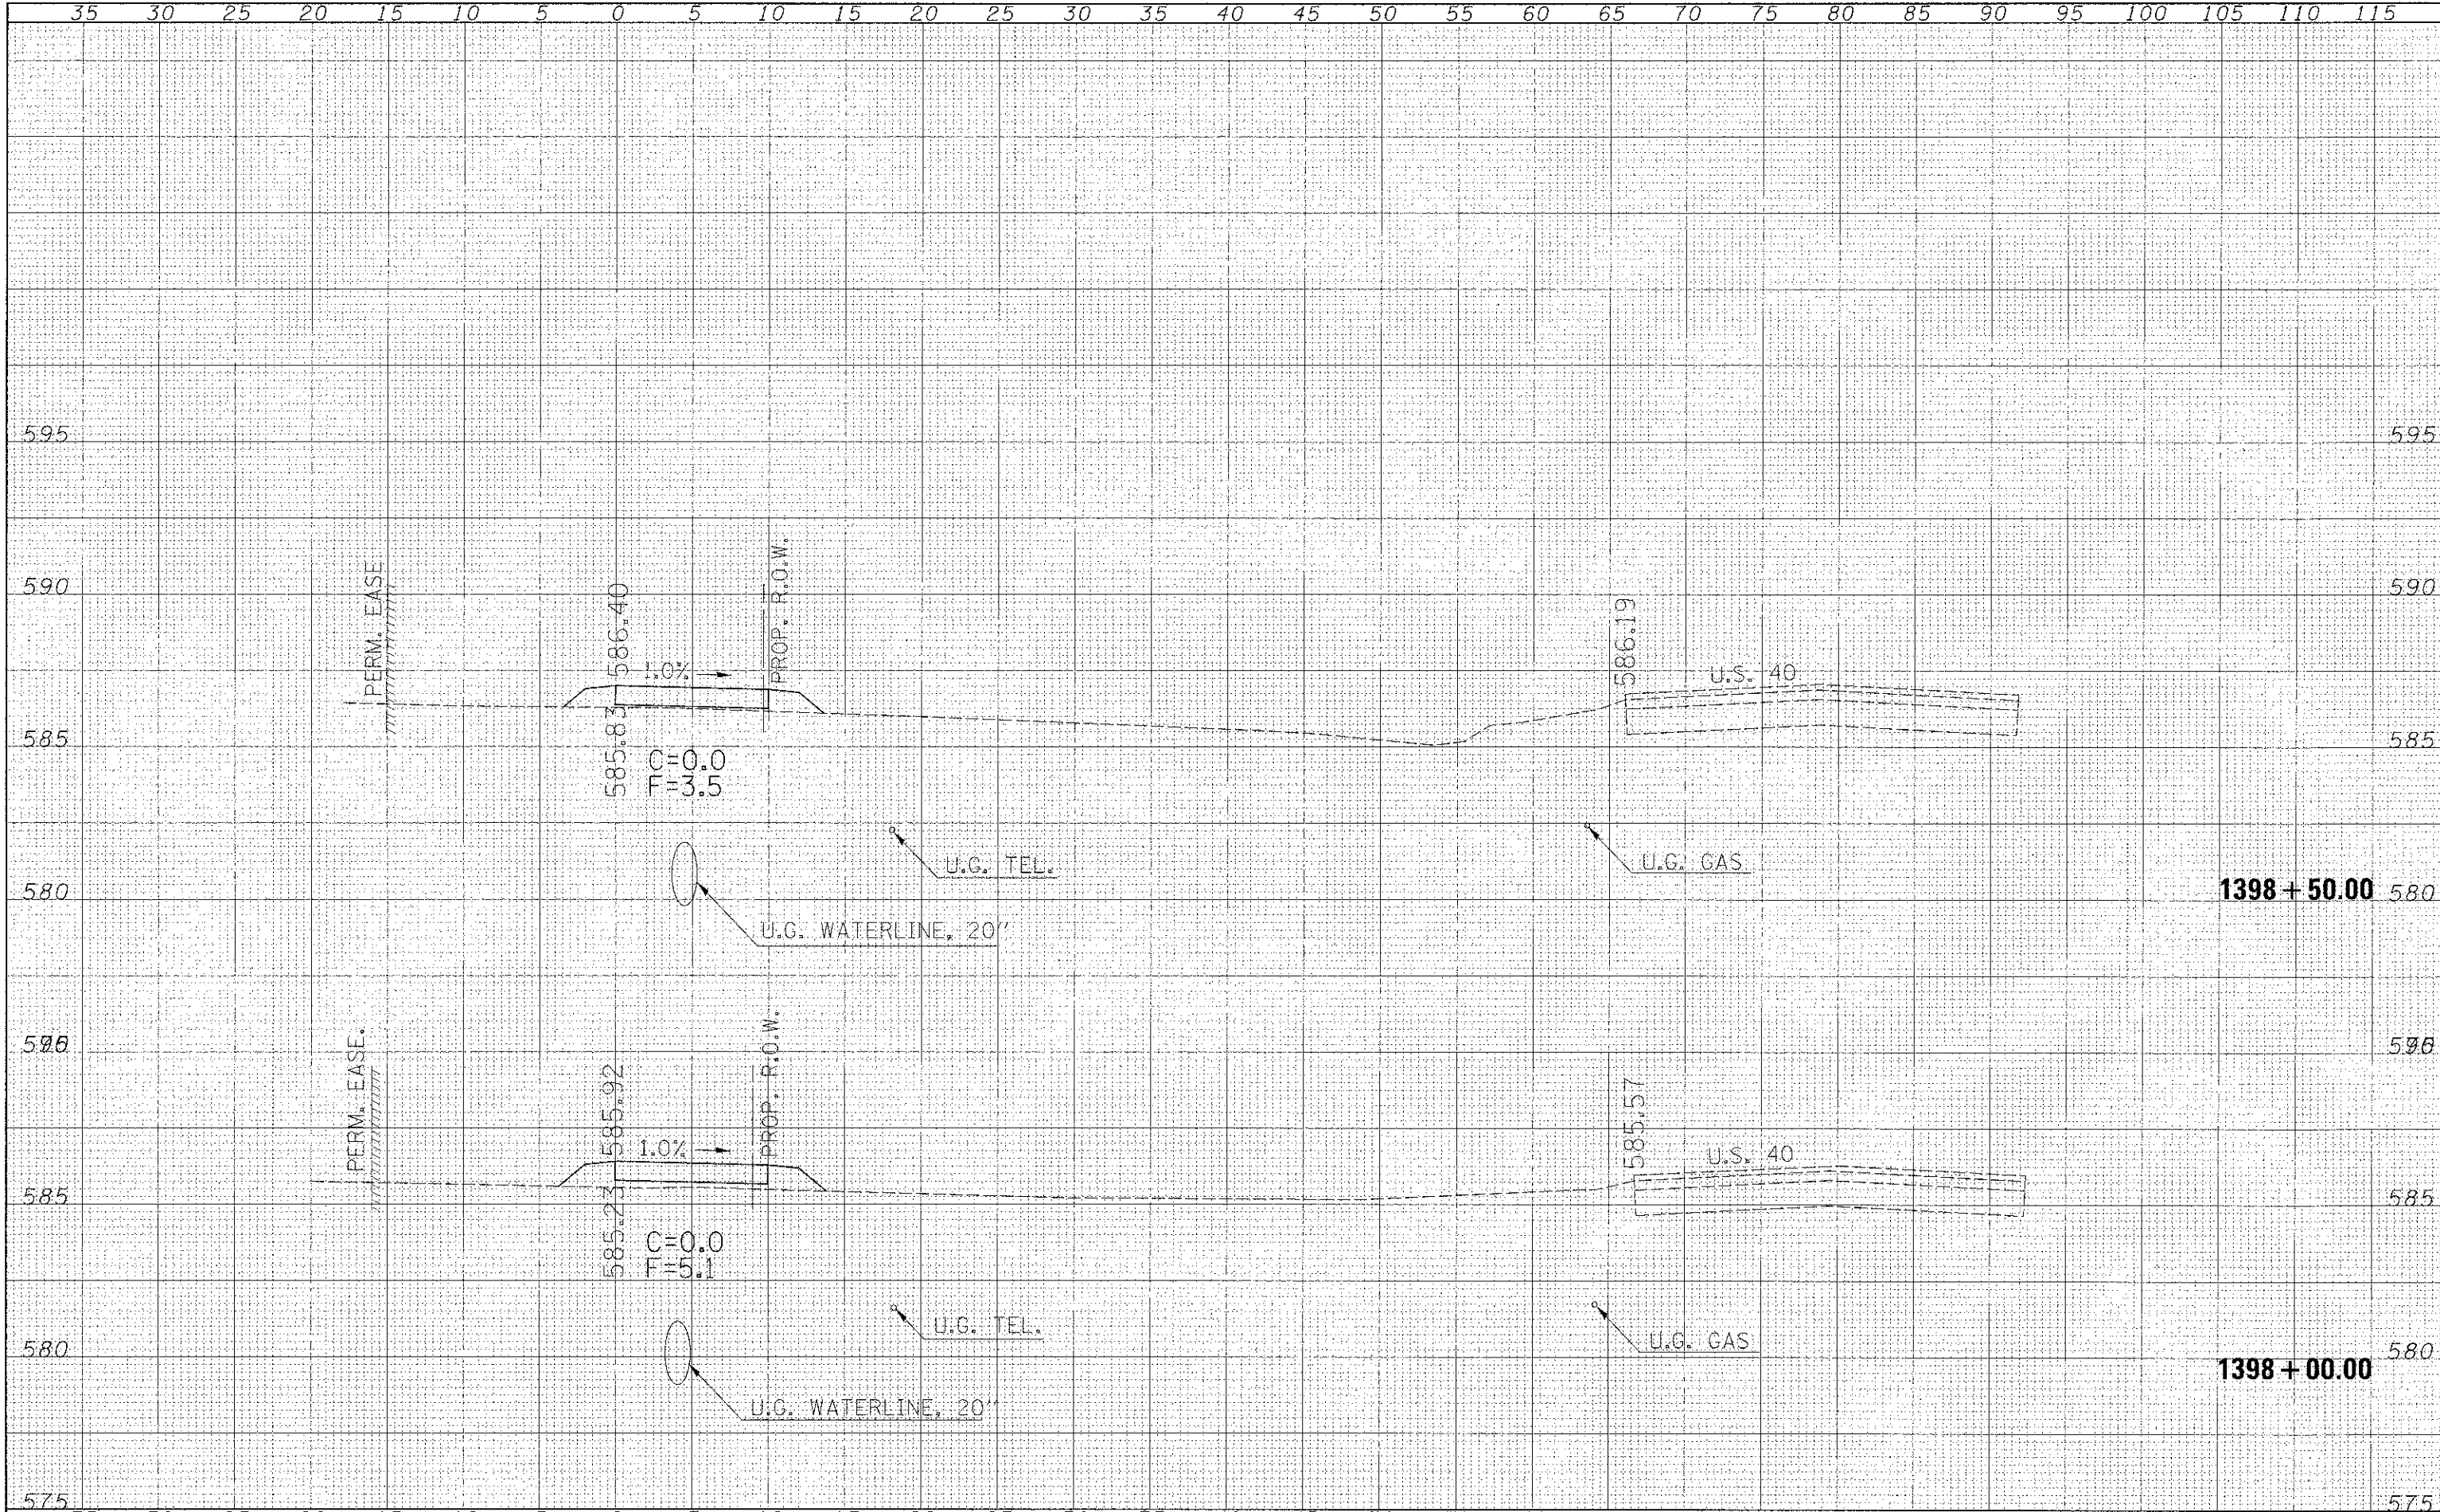 35 30 25 20 15 10 5 0 5 10 15 20 25 30 35 40 45 50 55 60 65 70 75 80 85 90 95 100 105 110 115
595 595
590 590
PERM. EASE
586.40
1.0%
PROP. R.O.W.
586.19
U.S. 40
585 585
585.83
C=0.0
F=3.5
U.G. TEL.
U.G. GAS
580 1398 + 50.00 580
U.G. WATERLINE, 20"
PERM. EASE.
585.92
1.0%
PROP. R.O.W.
585.57
U.S. 40
585 585
585.23
C=0.0
F=5.1
U.G. TEL.
U.G. GAS
580 580
1398 + 00.00
U.G. WATERLINE, 20"
575 575